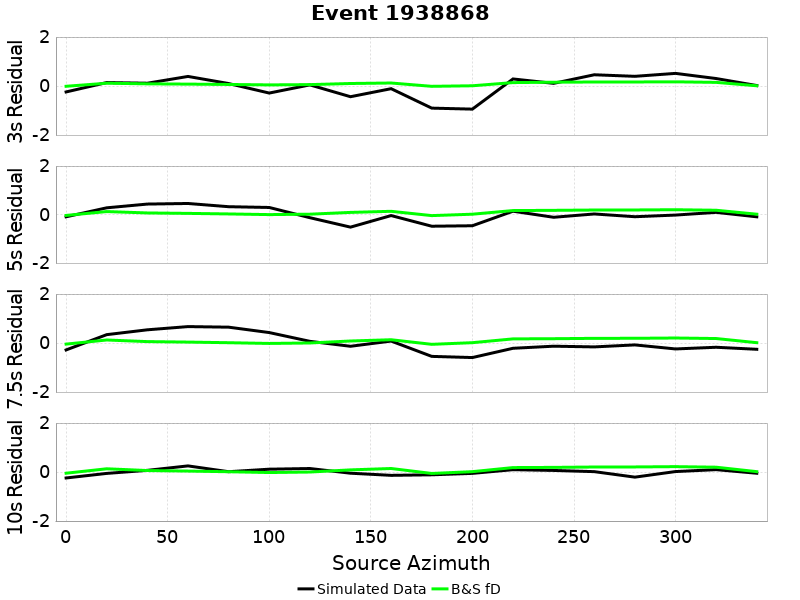 Event 1938868
3s Residual
2
0
-2
5s Residual
2
0
-2
7.5s Residual
2
0
-2
10s Residual
2
0
-2
0 50 100 150 200 250 300
Source Azimuth
Simulated Data B&S fD